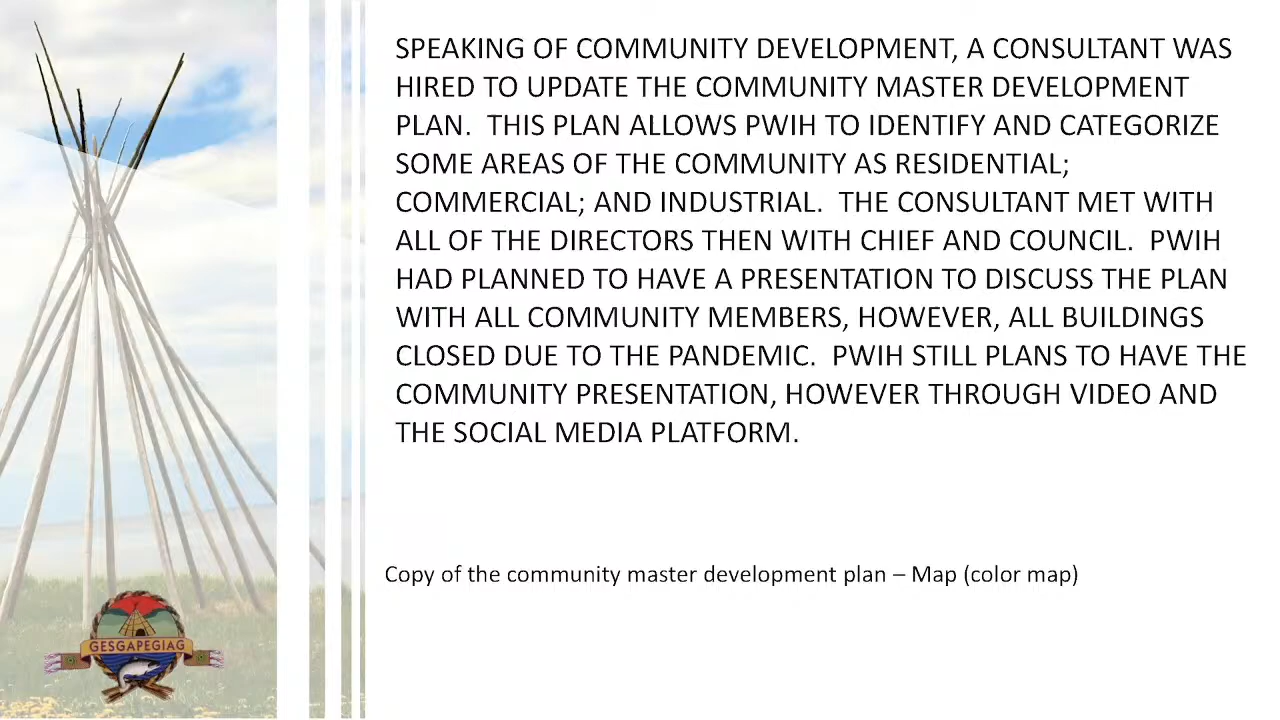 SPEAKING OF COMMUNITY DEVELOPMENT, A CONSULTANT WAS
HIRED TO UPDATE THE COMMUNITY MASTER DEVELOPMENT
PLAN.  THIS PLAN ALLOWS PWIH TO IDENTIFY AND CATEGORIZE
SOME AREAS OF THE COMMUNITY AS RESIDENTIAL;
COMMERCIAL; AND INDUSTRIAL.  THE CONSULTANT MET WITH
ALL OF THE DIRECTORS THEN WITH CHIEF AND COUNCIL.  PWIH
HAD PLANNED TO HAVE A PRESENTATION TO DISCUSS THE PLAN
WITH ALL COMMUNITY MEMBERS, HOWEVER, ALL BUILDINGS
CLOSED DUE TO THE PANDEMIC.  PWIH STILL PLANS TO HAVE THE
COMMUNITY PRESENTATION, HOWEVER THROUGH VIDEO AND
THE SOCIAL MEDIA PLATFORM.
Copy of the community master development plan – Map (color map)
GESGAPEGIAG